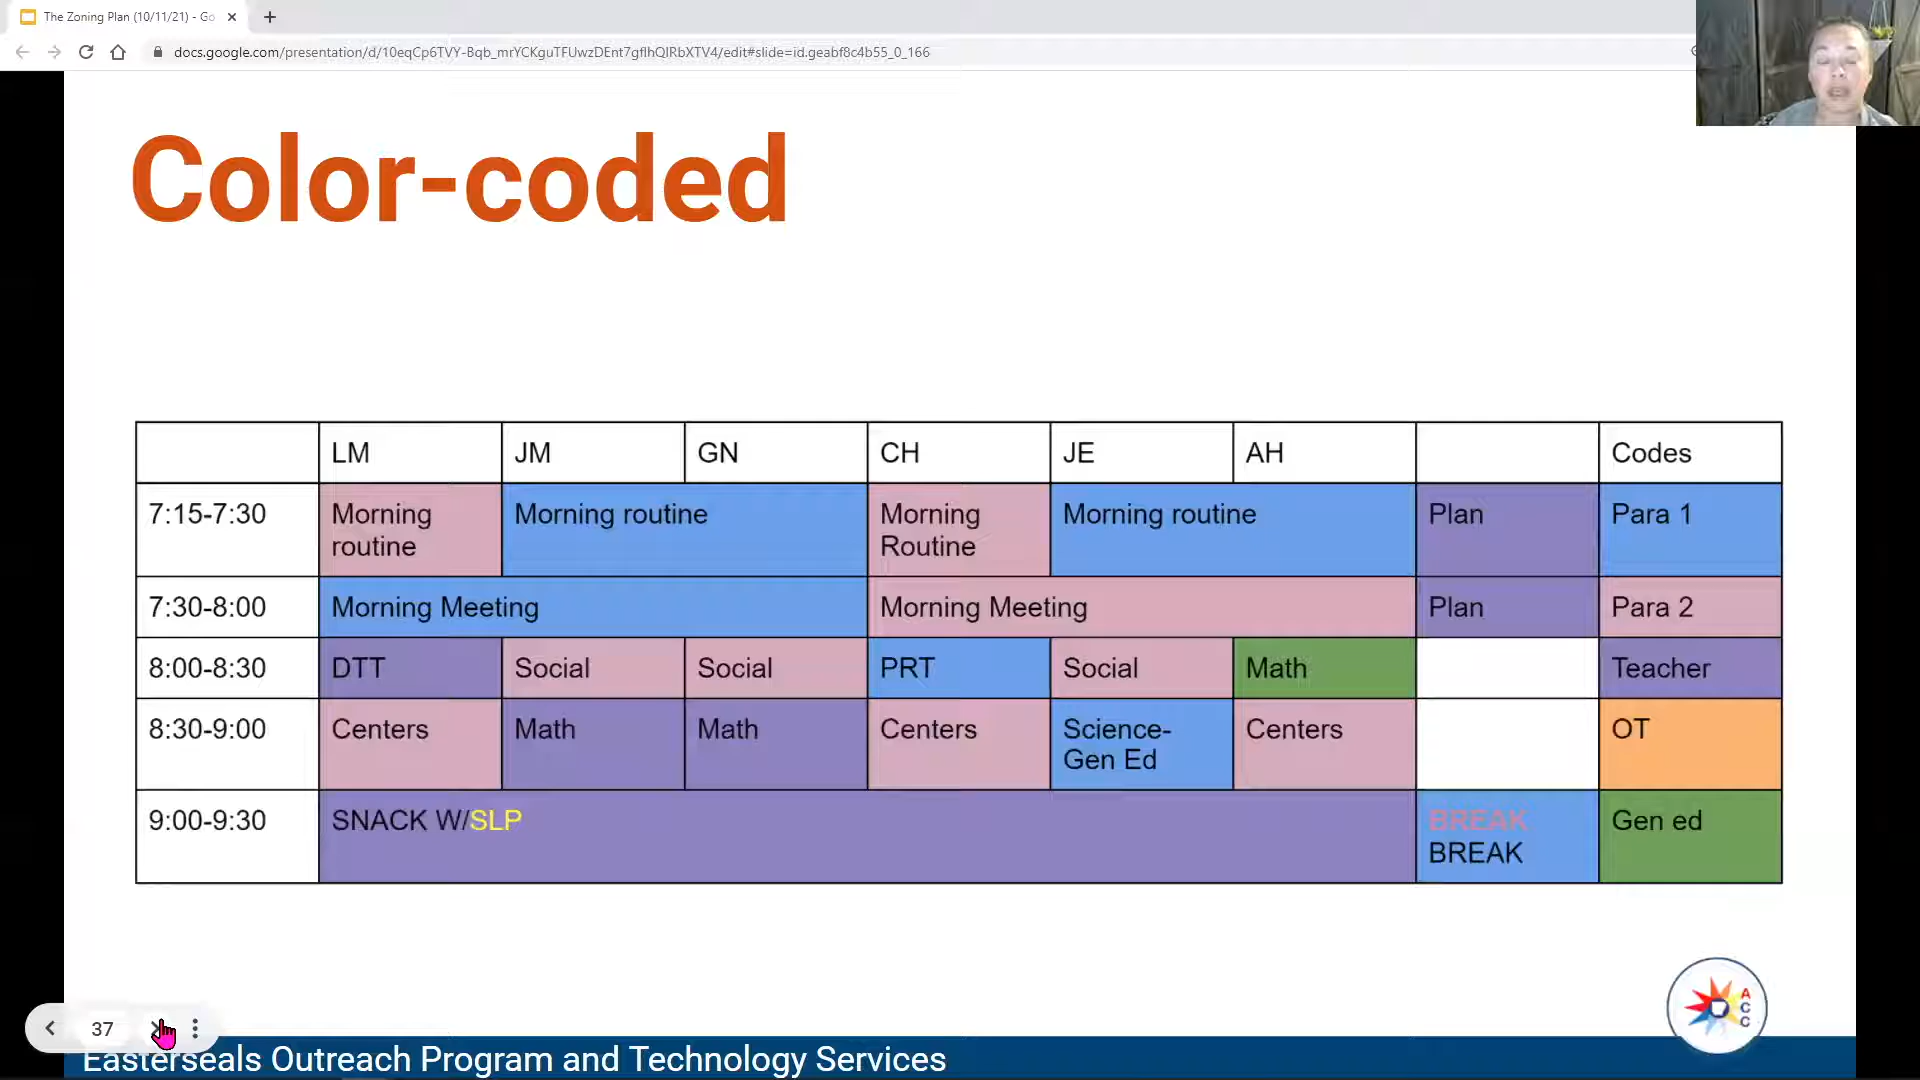 The Zoning Plan (10/11/21) - Go
docs.google.com/presentation/d/10eqCp6TVY-Bqb_mrYCKguTFUwzDEnt7gflhQIRbXTV4/edit#slide=id.geabf8c4b55_0_166
Color-coded
LM JM GN CH JE AH Codes
7:15-7:30 Morning routine Morning routine Morning Routine Morning routine Plan Para 1
7:30-8:00 Morning Meeting Morning Meeting Plan Para 2
8:00-8:30 DTT Social Social PRT Social Math Teacher
8:30-9:00 Centers Math Math Centers Science-Gen Ed Centers OT
9:00-9:30 SNACK W/SLP BREAK BREAK Gen ed
ACC
37
Easterseals Outreach Program and Technology Services